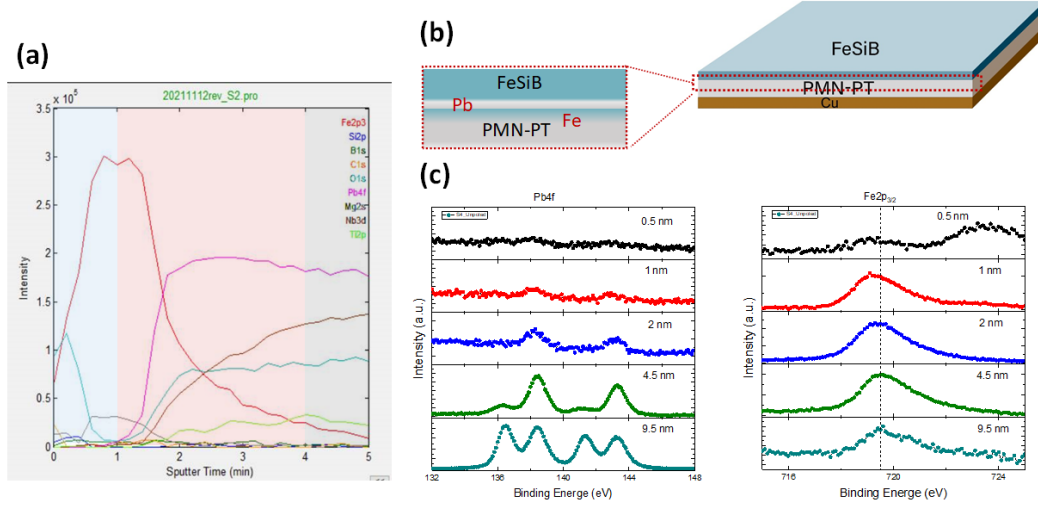 (a)
20211112rev_S2.pro
× 10⁵
3.5
3
2.5
2
1.5
1
0.5
0
0
1
2
3
4
5
Intensity
Sputter Time (min)
Fe2p3
Si2p
B1s
C1s
O1s
Pb4f
Mg2s
Nb3d
Ti2p
(b)
FeSiB
Pb
Fe
PMN-PT
FeSiB
PMN-PT
Cu
(c)
Pb4f
0.5 nm
1 nm
2 nm
4.5 nm
9.5 nm
Intensity (a.u.)
132
136
140
144
148
Binding Energe (eV)
Fe2p3/2
0.5 nm
1 nm
2 nm
4.5 nm
9.5 nm
Intensity (a.u.)
716
720
724
Binding Energe (eV)